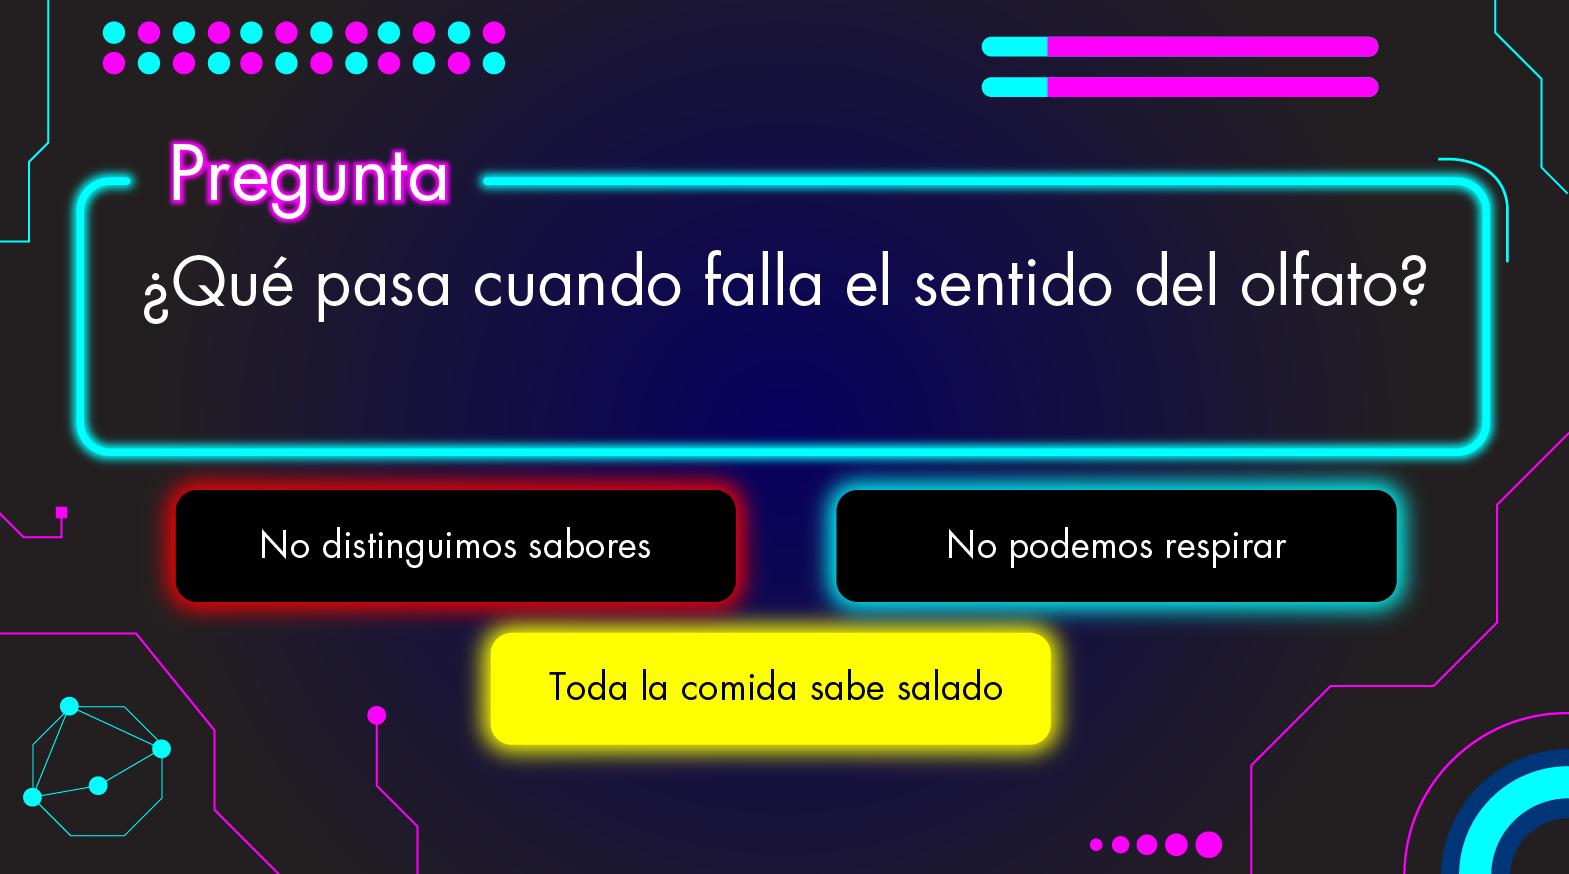 Pregunta
¿Qué pasa cuando falla el sentido del olfato?
No distinguimos sabores
No podemos respirar
Toda la comida sabe salado